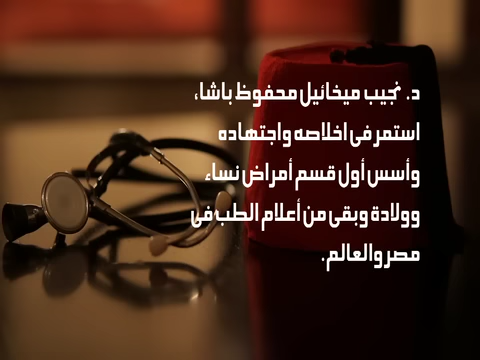 د. نجيب ميخائيل محفوظ باشا،
استمر فى اخلاصه واجتهاده
وأسس أول قسم أمراض نساء
وولادة وبقى من أعلام الطب فى
مصر والعالم.